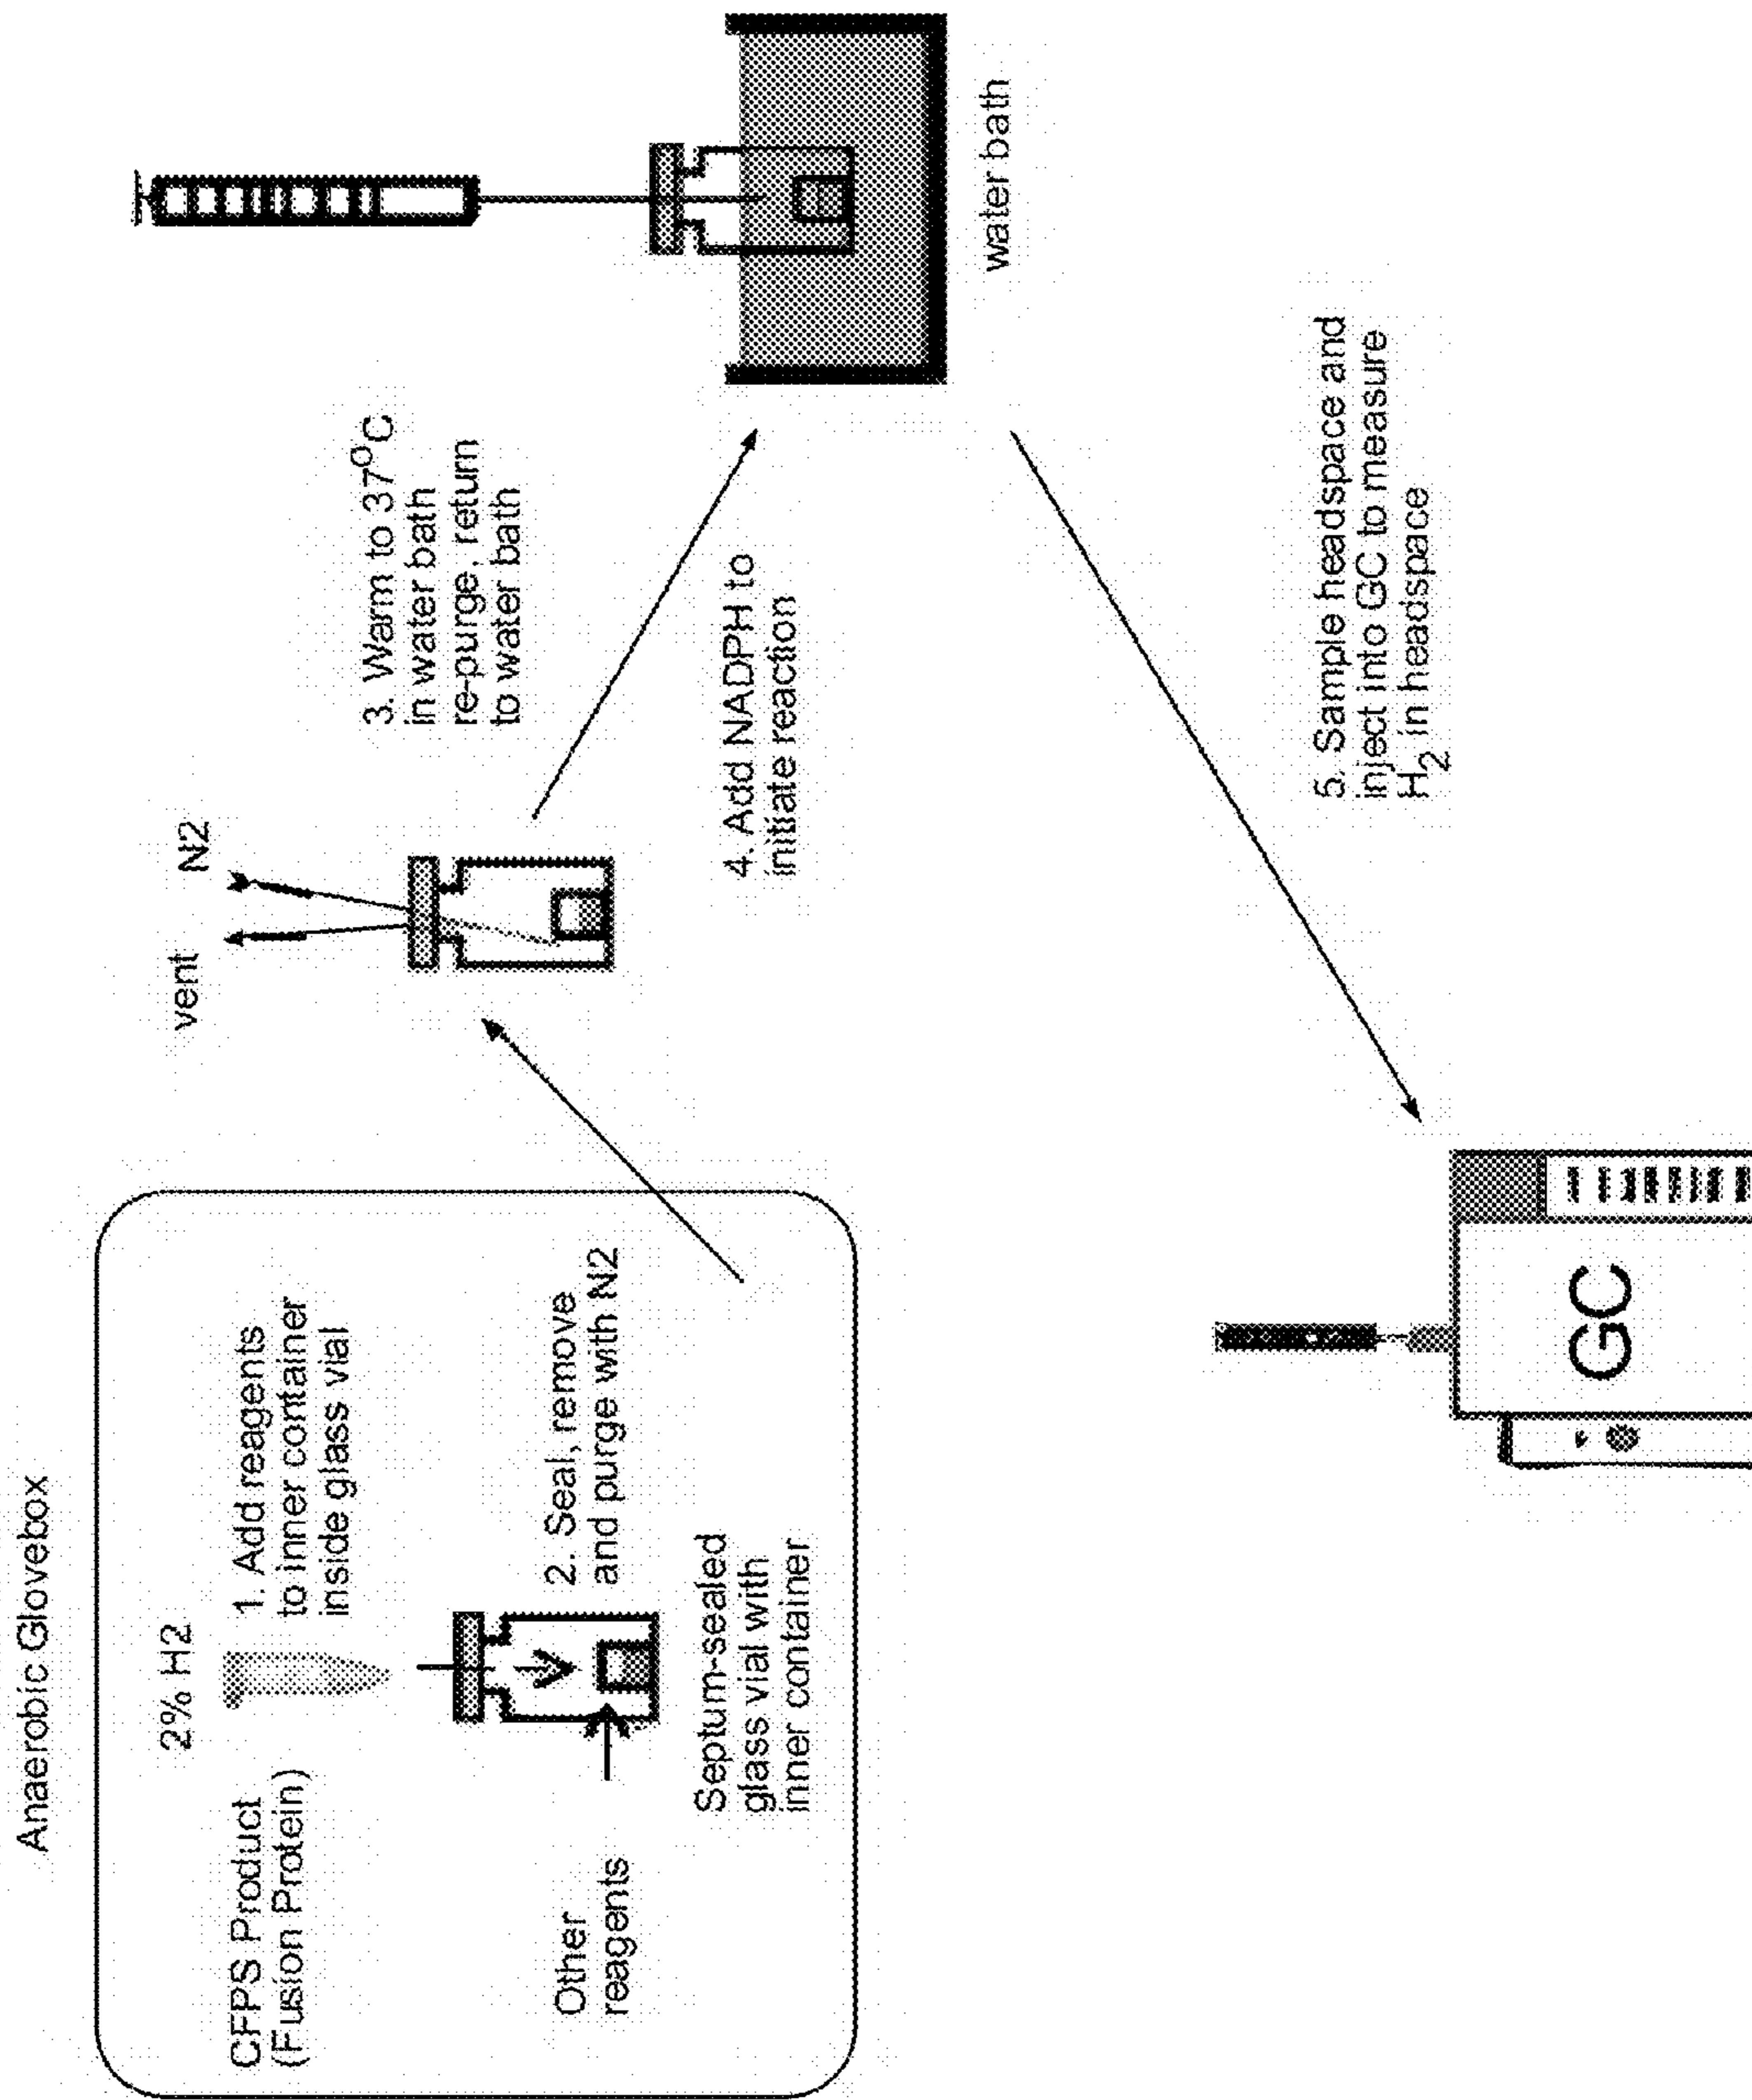 Anaerobic Glovebox
2% H2
CFPS Product
(Fusion Protein)
1. Add reagents
to inner container
inside glass vial
Other
reagents
2. Seal, remove
and purge with N2
Septum-sealed
glass vial with
inner container
vent
N2
3. Warm to 37°C
in water bath
re-purge, return
to water bath
4. Add NADPH to
initiate reaction
water bath
5. Sample headspace and
inject into GC to measure
H2 in headspace
GC